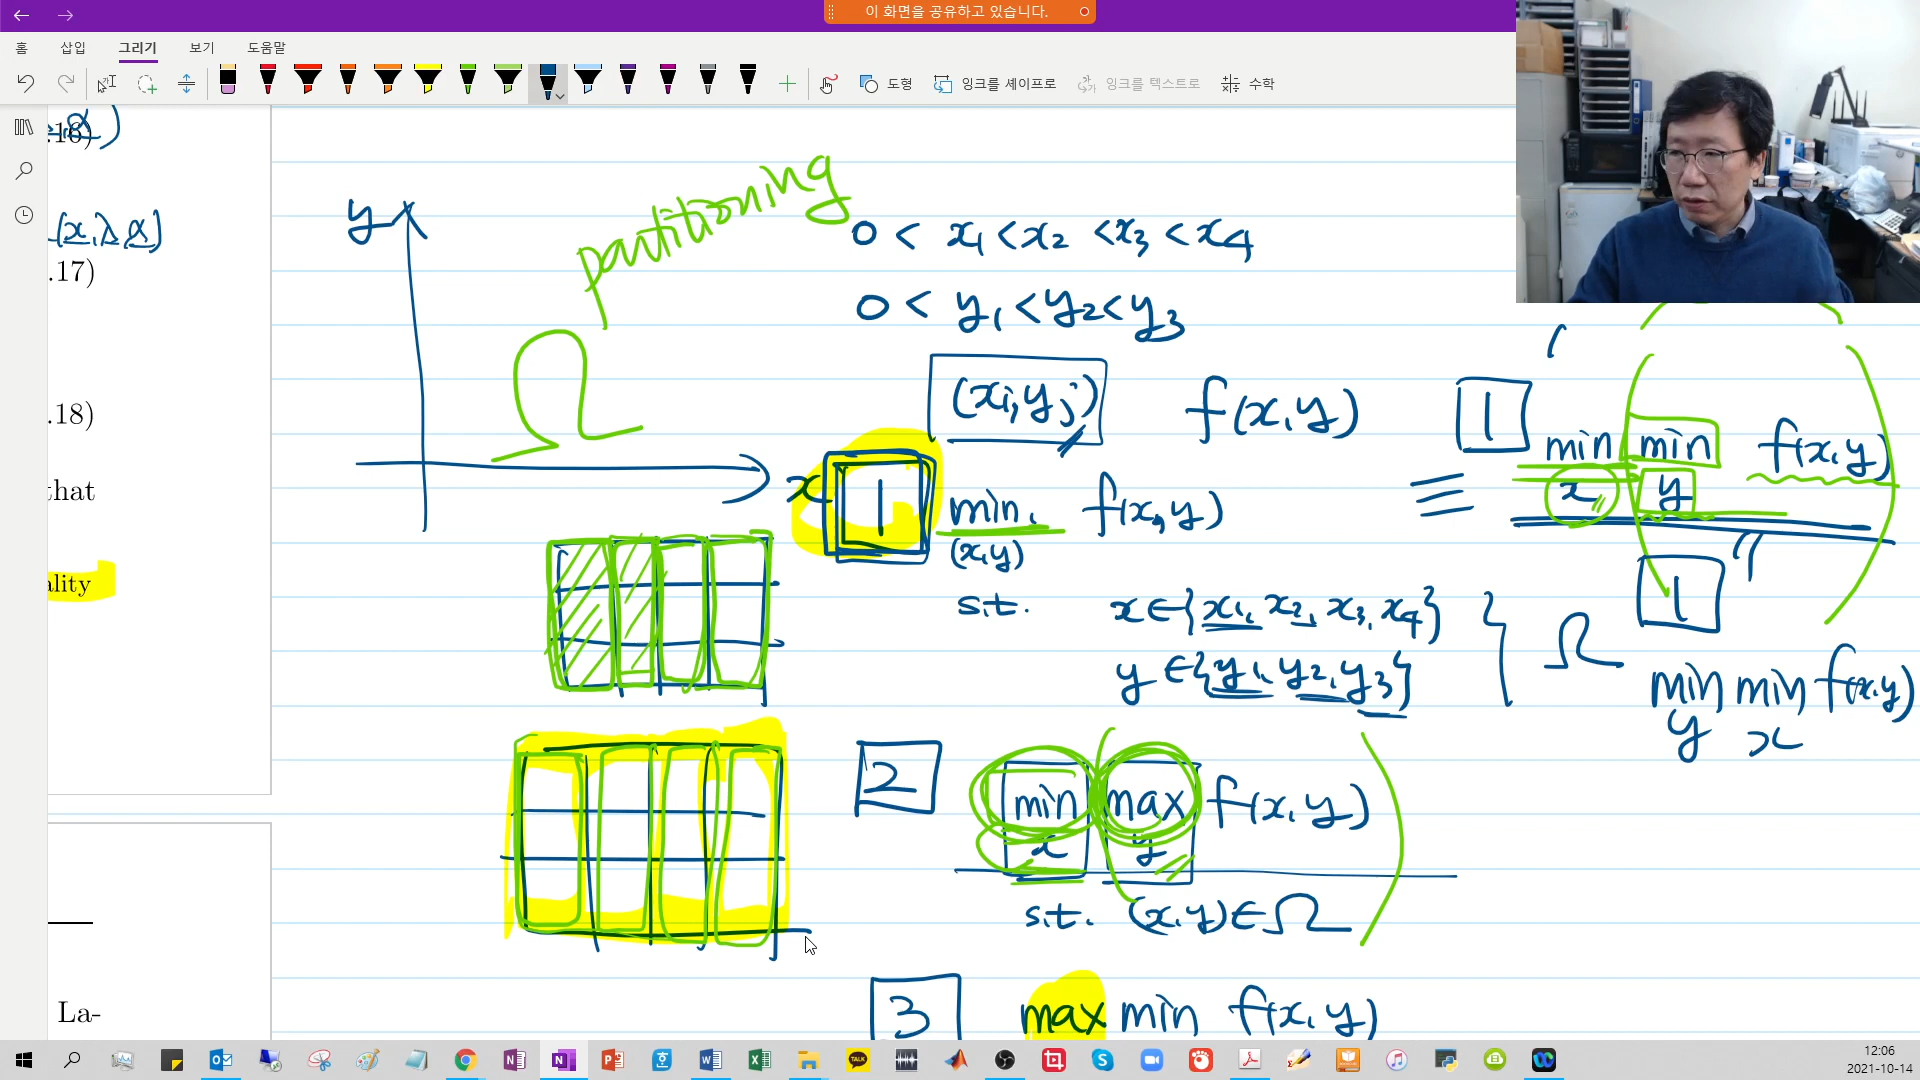 이 화면을 공유하고 있습니다.
홈 삽입 그리기 보기 도움말
도형 잉크를 셰이프로 잉크를 텍스트로 수학
.16)
(x,λ,α)
.17)
.18)
that
ality
La-
y
partitioning
Ω
x
0 < x₁ < x₂ < x₃ < x₄
0 < y₁ < y₂ < y₃
(xᵢ,yⱼ) f(x,y)
1 min. f(x,y)
(x,y)
s.t. x∈{x₁, x₂, x₃, x₄}
y∈{y₁, y₂, y₃} } Ω
1
≡ min min f(x,y)
x y
1
min min f(x,y)
y x
2 min max f(x,y)
x y
s.t. (x,y)∈Ω
3 max min f(x,y)
12:06
2021-10-14